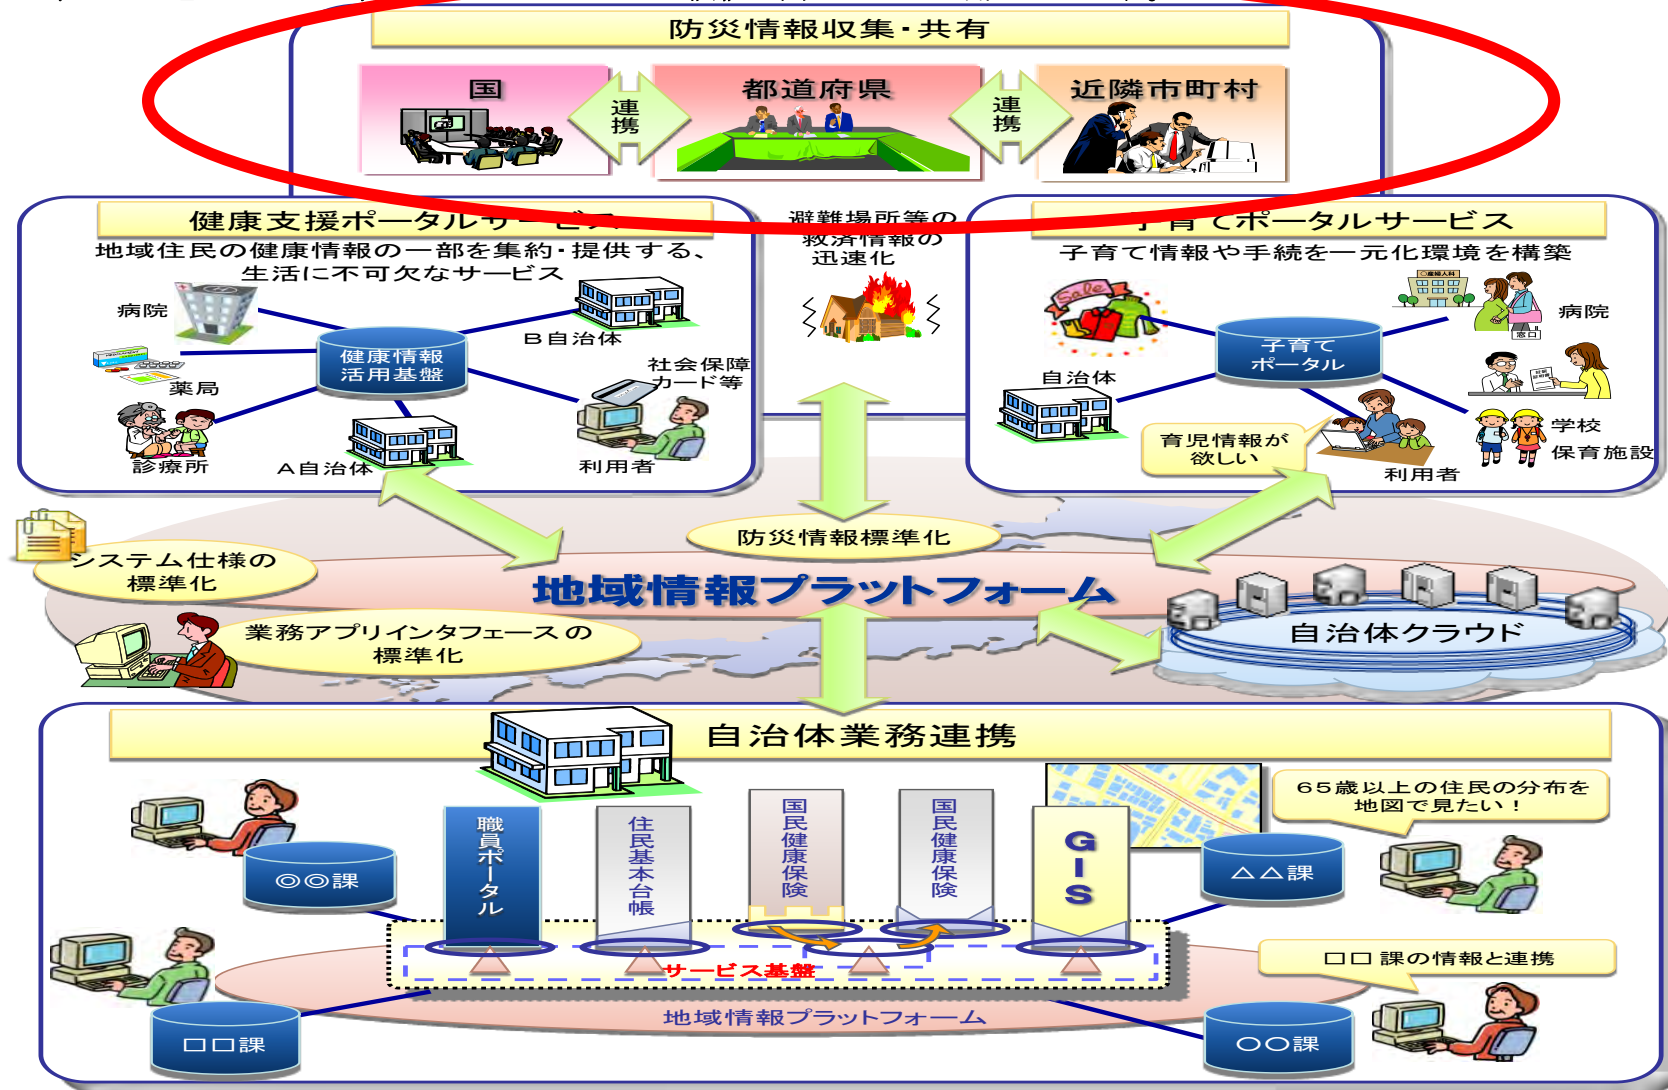 防災情報収集・共有
国
連携
都道府県
連携
近隣市町村
健康支援ポータルサービス
地域住民の健康情報の一部を集約・提供する、
生活に不可欠なサービス
病院
B自治体
健康情報
活用基盤
社会保障
カード等
薬局
診療所
A自治体
利用者
避難場所等の
救済情報の
迅速化
子育てポータルサービス
子育て情報や手続を一元化環境を構築
○産婦人科
病院
窓口
子育て
ポータル
自治体
育児情報が
欲しい
利用者
学校
保育施設
防災情報標準化
システム仕様の
標準化
地域情報プラットフォーム
業務アプリインタフェースの
標準化
自治体クラウド
自治体業務連携
65歳以上の住民の分布を
地図で見たい！
職員ポータル
住民基本台帳
国民健康保険
国民健康保険
GIS
◎◎課
△△課
サービス基盤
□□課の情報と連携
地域情報プラットフォーム
□□課
○○課